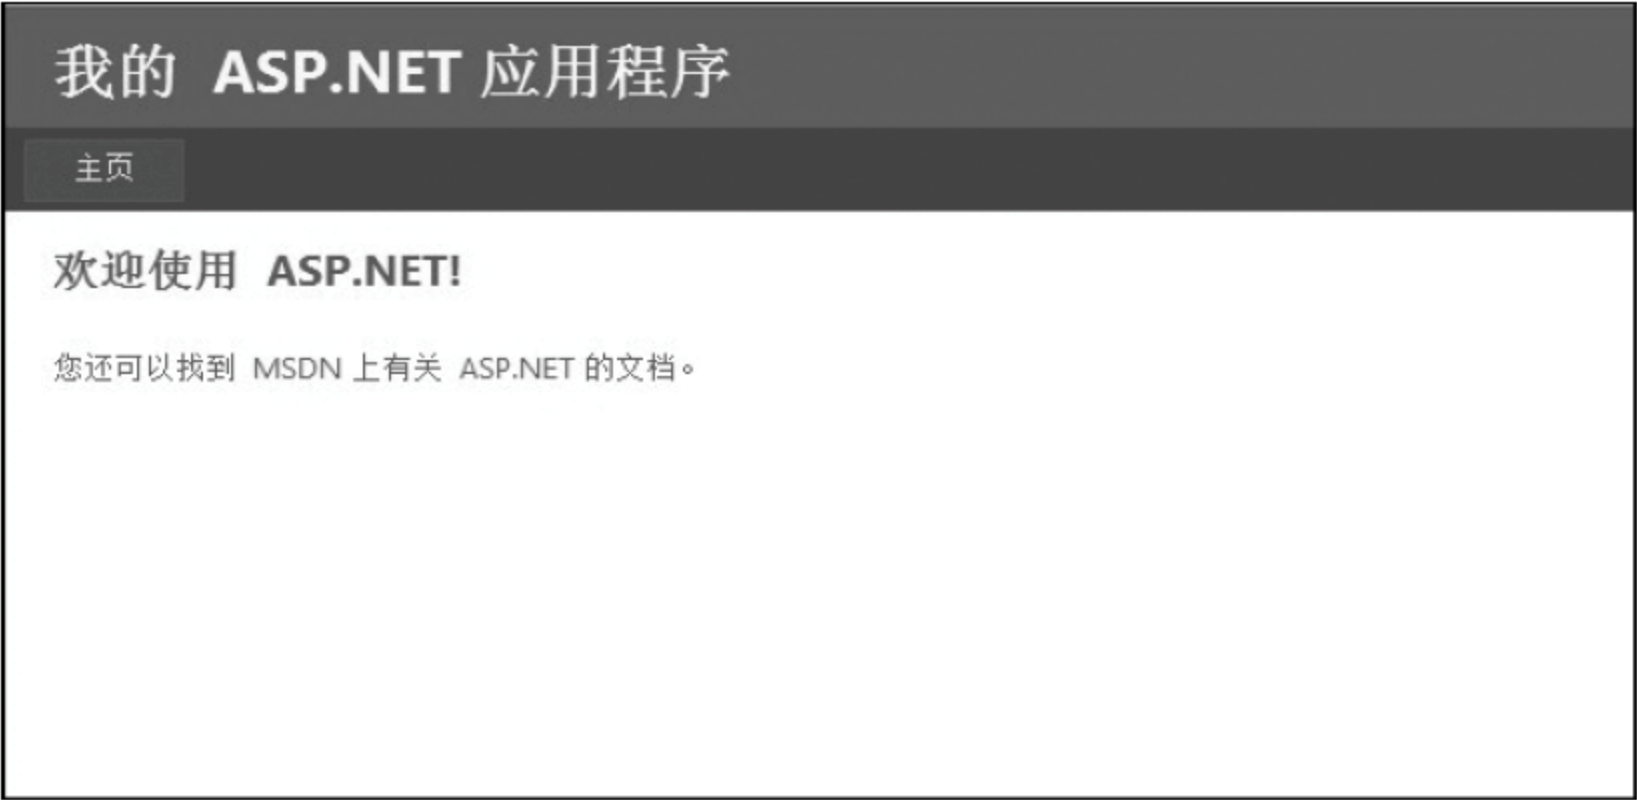 我的 ASP.NET 应用程序
主页
欢迎使用 ASP.NET!
您还可以找到 MSDN 上有关 ASP.NET 的文档。